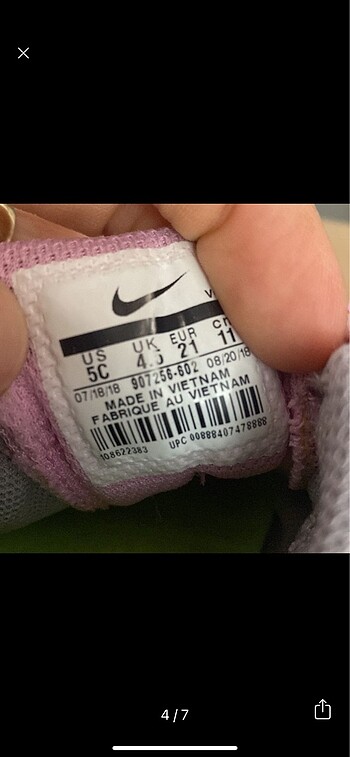 US UK EUR
5C 4.5 21 11
07/18/18 907256-602 08/20/18
MADE IN VIETNAM
FABRIQUE AU VIETNAM
108622383 UPC 00888407478888
4/7